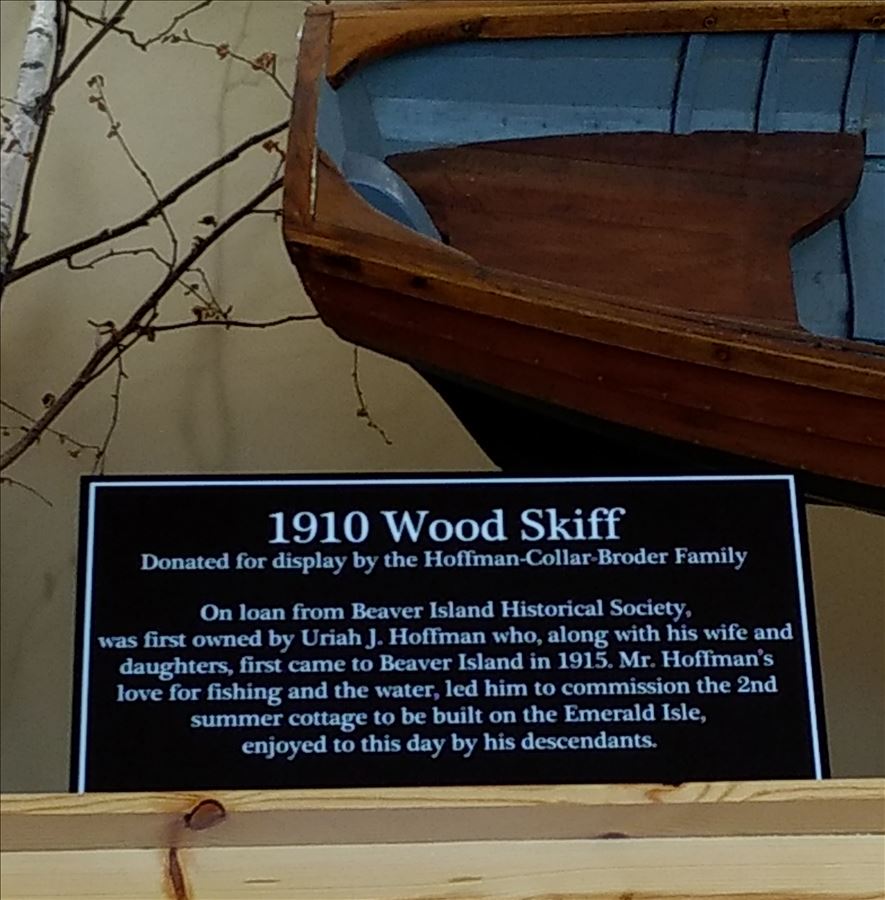 1910 Wood Skiff
Donated for display by the Hoffman-Collar-Broder Family
On loan from Beaver Island Historical Society,
was first owned by Uriah J. Hoffman who, along with his wife and
daughters, first came to Beaver Island in 1915. Mr. Hoffman's
love for fishing and the water, led him to commission the 2nd
summer cottage to be built on the Emerald Isle,
enjoyed to this day by his descendants.